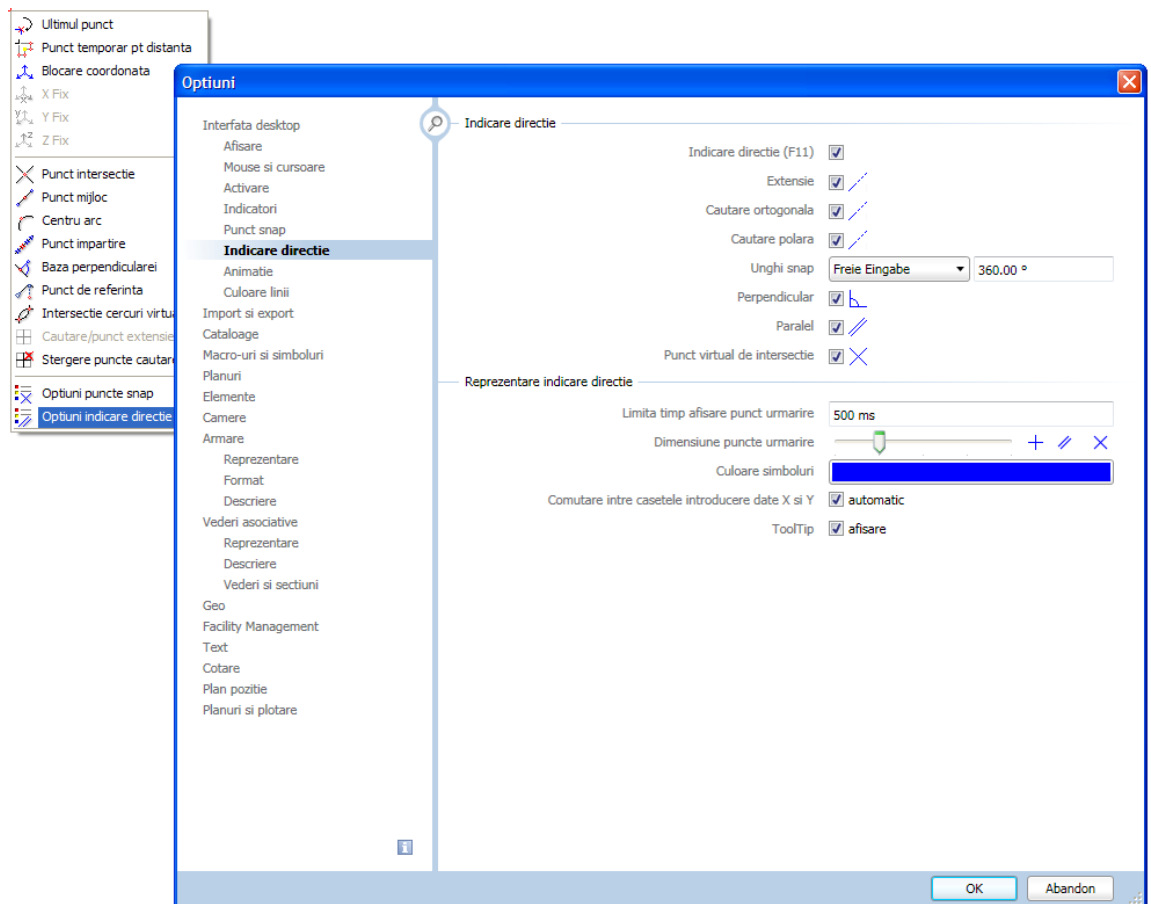 Ultimul punct
Punct temporar pt distanta
Blocare coordonata
X Fix
Y Fix
Z Fix
Punct intersectie
Punct mijloc
Centru arc
Punct impartire
Baza perpendicularei
Punct de referinta
Intersectie cercuri virtu
Cautare/punct extensie
Stergere puncte cautare
Optiuni puncte snap
Optiuni indicare directie
Optiuni
Interfata desktop
Afisare
Mouse si cursoare
Activare
Indicatori
Punct snap
Indicare directie
Animatie
Culoare linii
Import si export
Cataloage
Macro-uri si simboluri
Planuri
Elemente
Camere
Armare
Reprezentare
Format
Descriere
Vederi asociative
Reprezentare
Descriere
Vederi si sectiuni
Geo
Facility Management
Text
Cotare
Plan pozitie
Planuri si plotare
Indicare directie
Indicare directie (F11)
Extensie
Cautare ortogonala
Cautare polara
Unghi snap Freie Eingabe 360.00 °
Perpendicular
Paralel
Punct virtual de intersectie
Reprezentare indicare directie
Limita timp afisare punct urmarire 500 ms
Dimensiune puncte urmarire
Culoare simboluri
Comutare intre casetele introducere date X si Y automatic
ToolTip afisare
OK Abandon